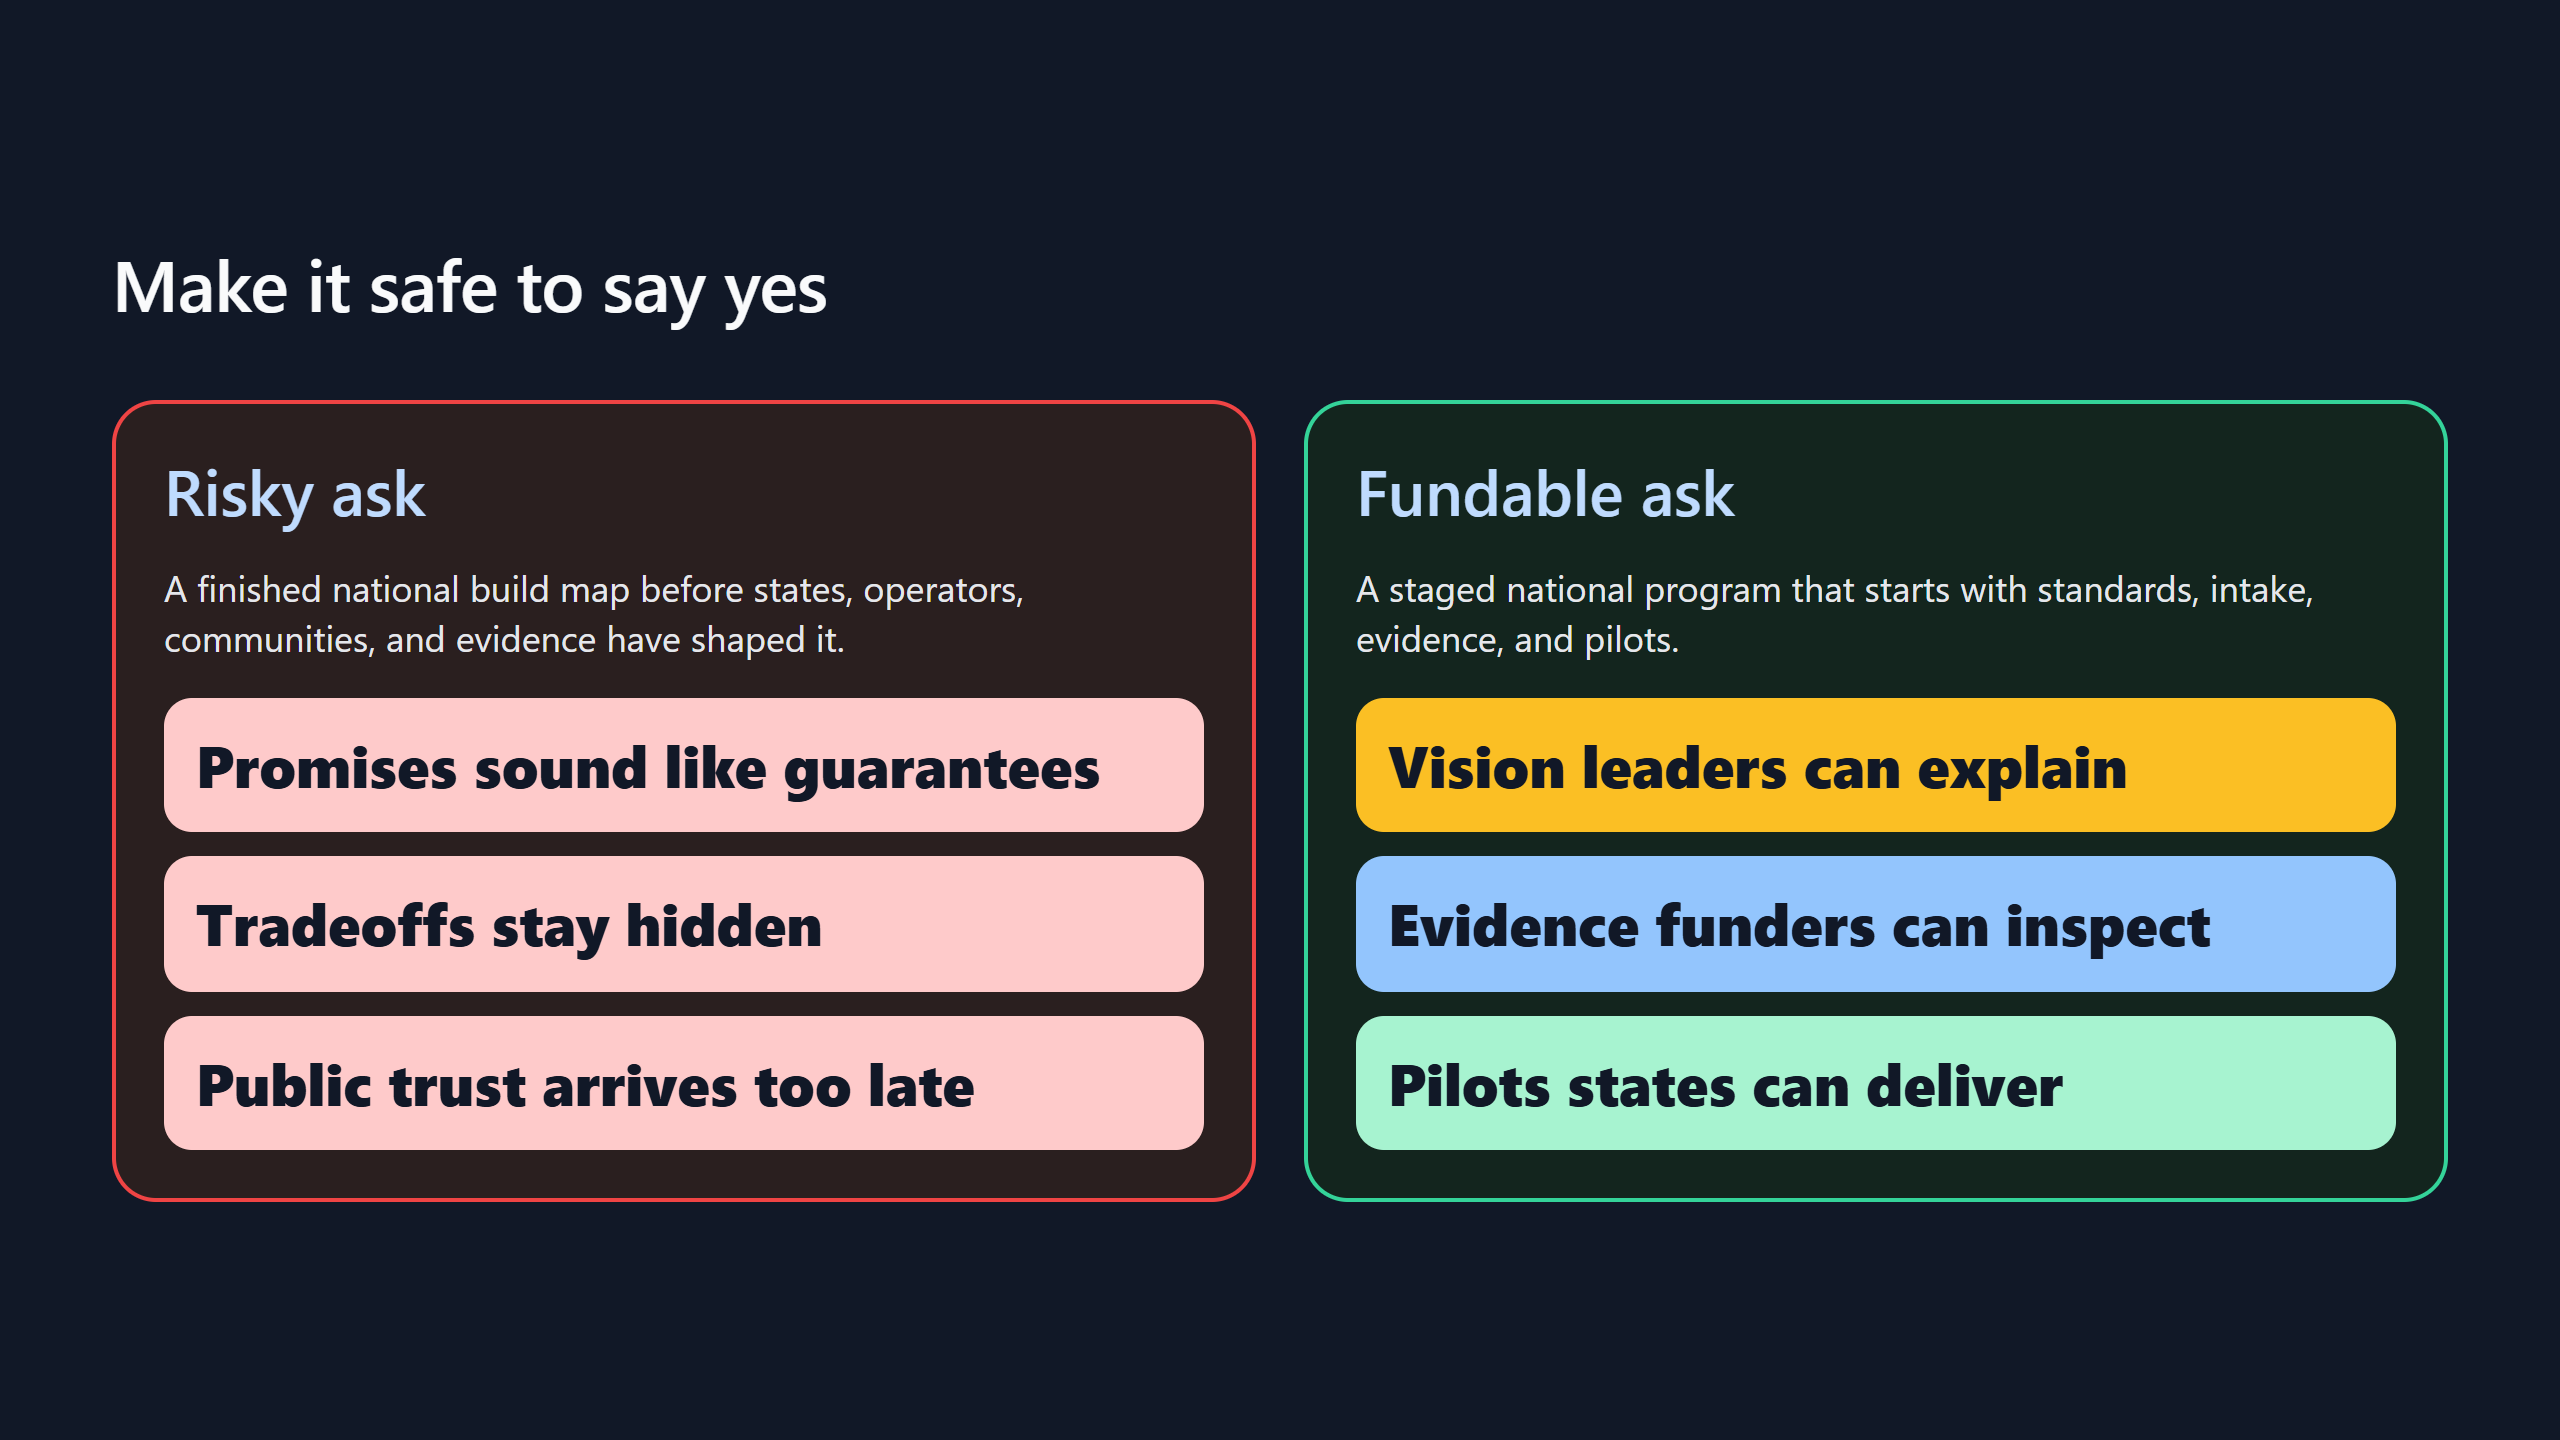 Make it safe to say yes
Risky ask
A finished national build map before states, operators,
communities, and evidence have shaped it.
Promises sound like guarantees
Tradeoffs stay hidden
Public trust arrives too late
Fundable ask
A staged national program that starts with standards, intake,
evidence, and pilots.
Vision leaders can explain
Evidence funders can inspect
Pilots states can deliver